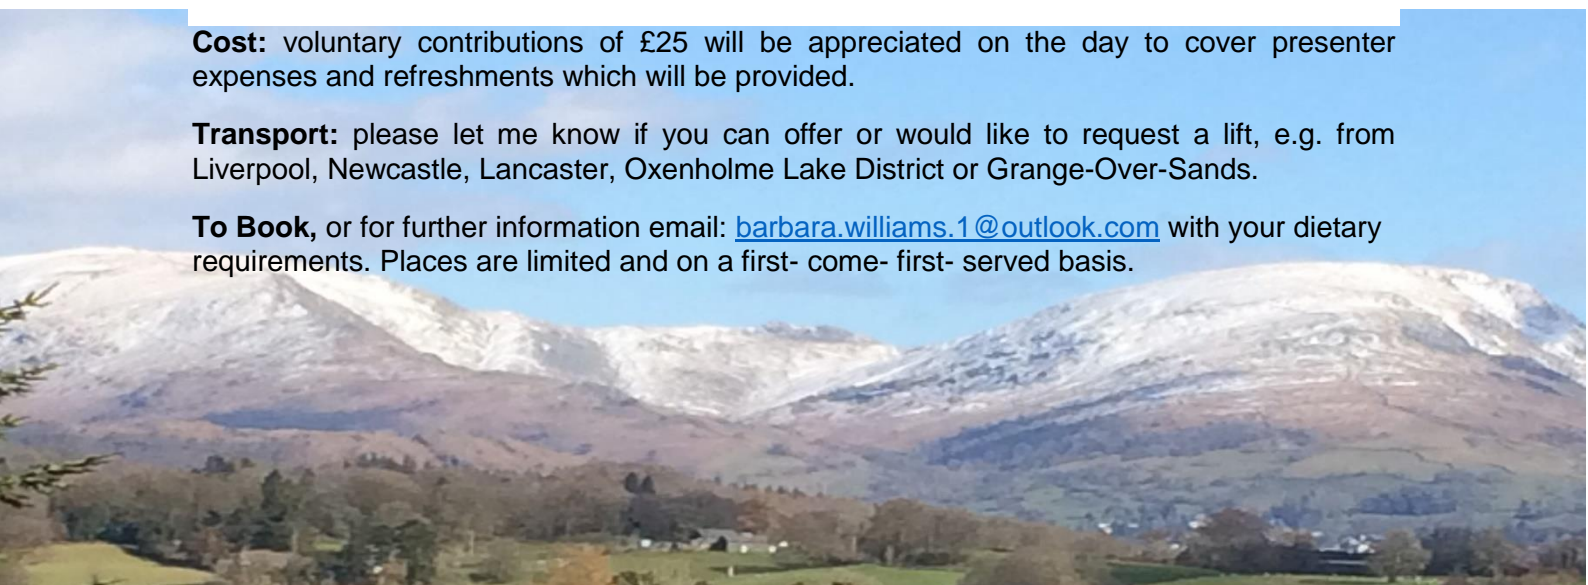 Cost: voluntary contributions of £25 will be appreciated on the day to cover presenter
expenses and refreshments which will be provided.
Transport: please let me know if you can offer or would like to request a lift, e.g. from
Liverpool, Newcastle, Lancaster, Oxenholme Lake District or Grange-Over-Sands.
To Book, or for further information email: barbara.williams.1@outlook.com with your dietary
requirements. Places are limited and on a first- come- first- served basis.